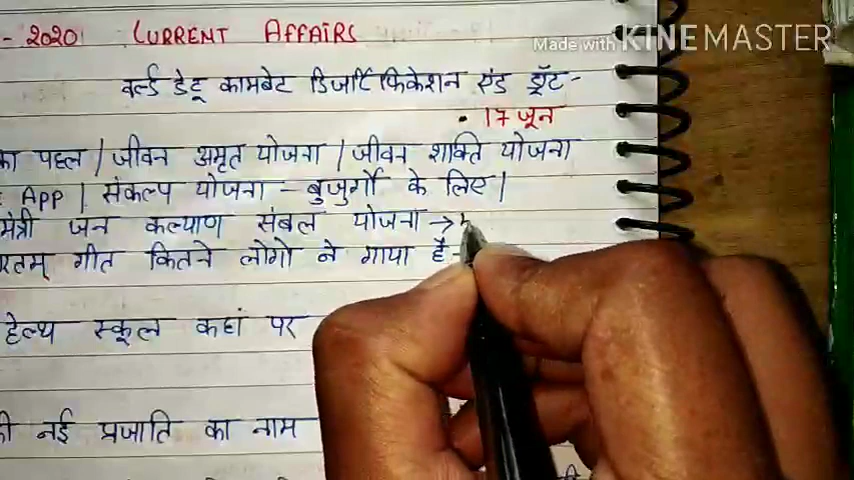 - 2020 CURRENT AFFAIRS
Made with KINEMASTER
वर्ल्ड डे टू कामबेट डिजर्टिफिकेशन एंड ड्रॉट-
• 17 जून
का पहल / जीवन अमृत योजना / जीवन शक्ति योजना
APP / संकल्प योजना - बुजुर्गो के लिए /
मंत्री जन कल्याण संबल योजना →
रतम् गीत कितने लोगो ने गाया है -
हेल्थ स्कूल कहां पर
की नई प्रजाति का नाम